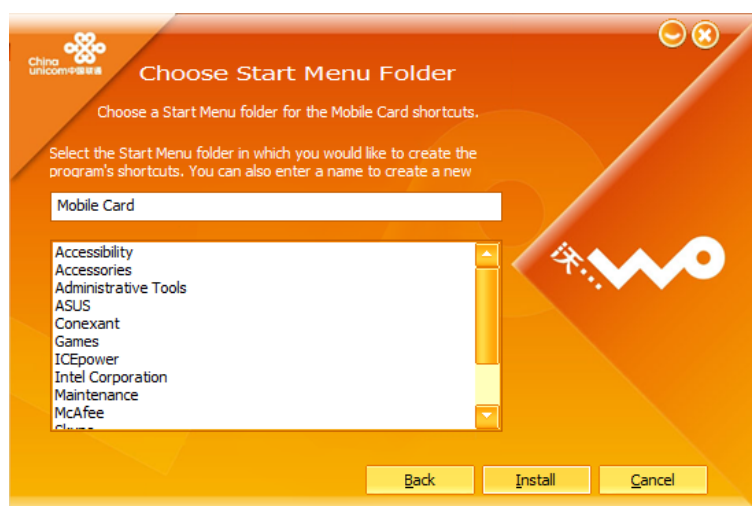 China
unicom中国联通
Choose Start Menu Folder
Choose a Start Menu folder for the Mobile Card shortcuts.
Select the Start Menu folder in which you would like to create the
program's shortcuts. You can also enter a name to create a new
Mobile Card
Accessibility
Accessories
Administrative Tools
ASUS
Conexant
Games
ICEpower
Intel Corporation
Maintenance
McAfee
沃...
Back
Install
Cancel